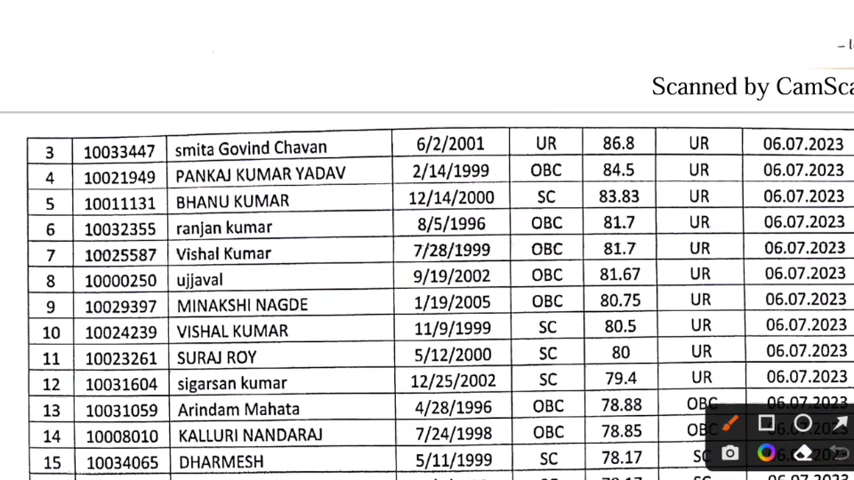 Scanned by CamSca
3 10033447 smita Govind Chavan 6/2/2001 UR 86.8 UR 06.07.2023
4 10021949 PANKAJ KUMAR YADAV 2/14/1999 OBC 84.5 UR 06.07.2023
5 10011131 BHANU KUMAR 12/14/2000 SC 83.83 UR 06.07.2023
6 10032355 ranjan kumar 8/5/1996 OBC 81.7 UR 06.07.2023
7 10025587 Vishal Kumar 7/28/1999 OBC 81.7 UR 06.07.2023
8 10000250 ujjaval 9/19/2002 OBC 81.67 UR 06.07.2023
9 10029397 MINAKSHI NAGDE 1/19/2005 OBC 80.75 UR 06.07.2023
10 10024239 VISHAL KUMAR 11/9/1999 SC 80.5 UR 06.07.2023
11 10023261 SURAJ ROY 5/12/2000 SC 80 UR 06.07.2023
12 10031604 sigarsan kumar 12/25/2002 SC 79.4 UR 06.07.2023
13 10031059 Arindam Mahata 4/28/1996 OBC 78.88 OBC 06.07.2023
14 10008010 KALLURI NANDARAJ 7/24/1998 OBC 78.85 OBC
15 10034065 DHARMESH 5/11/1999 SC 78.17 SC